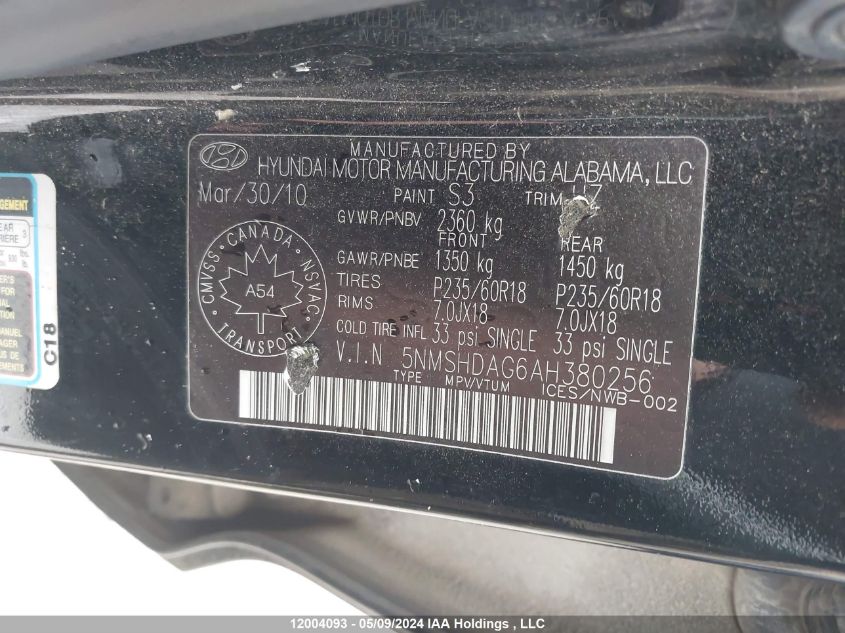 MANUFACTURED BY
HYUNDAI MOTOR MANUFACTURING ALABAMA, LLC
Mar/30/10 PAINT S3 TRIM
GVWR/PNBV 2360 kg
FRONT REAR
GAWR/PNBE 1350 kg 1450 kg
TIRES P235/60R18 P235/60R18
RIMS 7.0JX18 7.0JX18
COLD TIRE INFL 33 psi SINGLE 33 psi SINGLE
V.I.N 5NMSHDAG6AH380256
TYPE MPV/VTUM ICES/NWB-002
CANADA
CMVSS NSVAC
A54
TRANSPORT
C18
12004093 - 05/09/2024 IAA Holdings , LLC